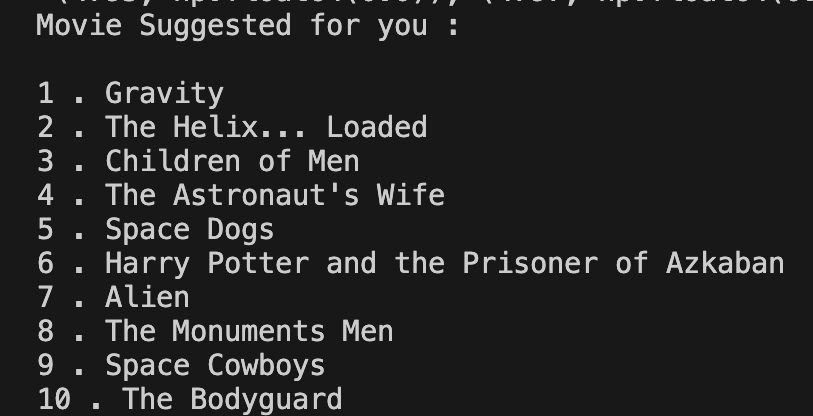 Movie Suggested for you :
1 . Gravity
2 . The Helix... Loaded
3 . Children of Men
4 . The Astronaut's Wife
5 . Space Dogs
6 . Harry Potter and the Prisoner of Azkaban
7 . Alien
8 . The Monuments Men
9 . Space Cowboys
10 . The Bodyguard